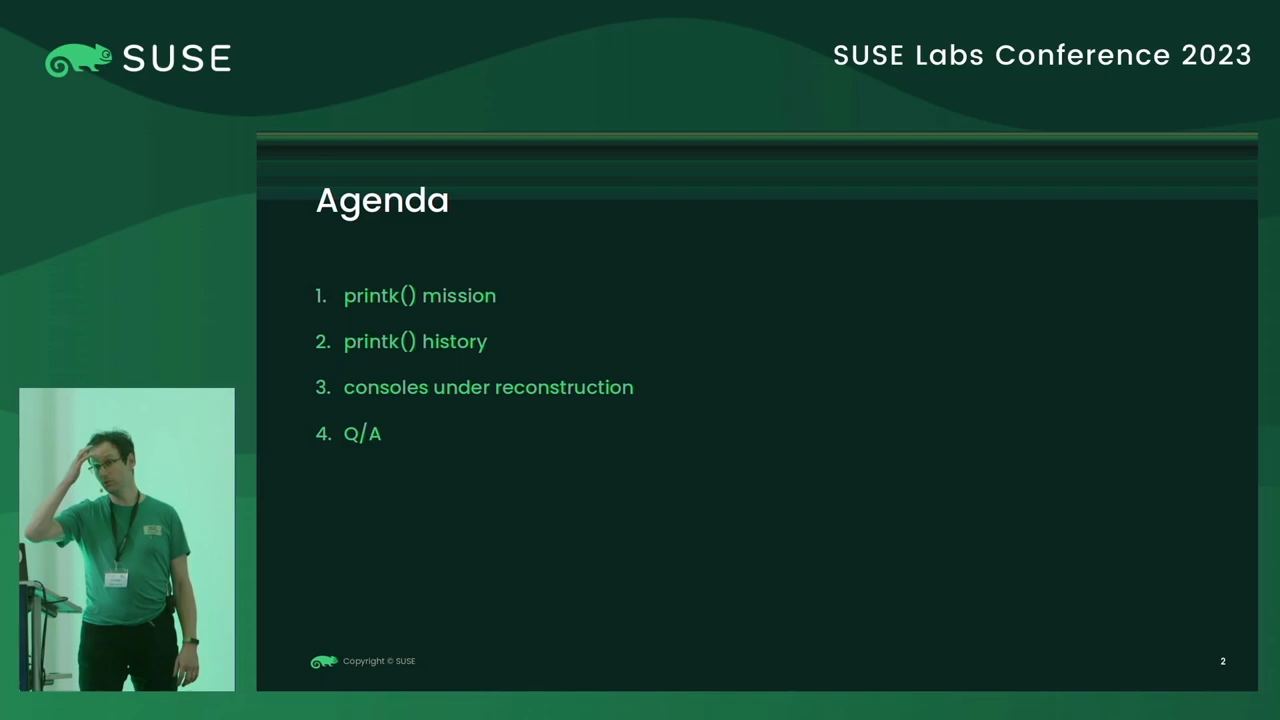 SUSE
SUSE Labs Conference 2023
Agenda
1. printk() mission
2. printk() history
3. consoles under reconstruction
4. Q/A
Copyright © SUSE
2